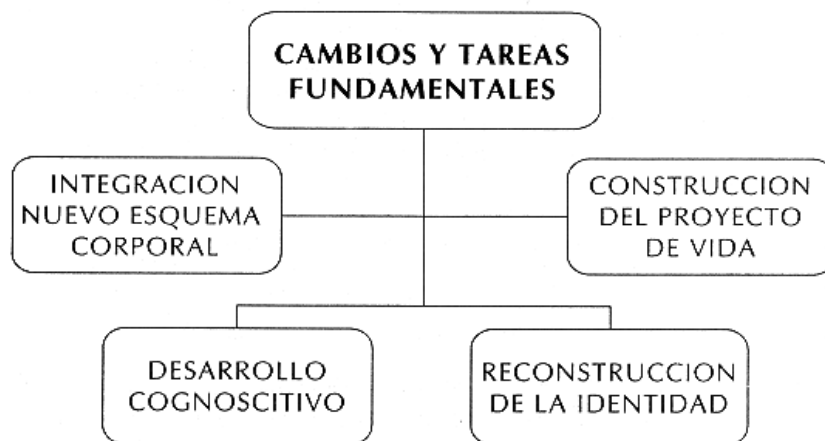 CAMBIOS Y TAREAS
FUNDAMENTALES
INTEGRACION
NUEVO ESQUEMA
CORPORAL
CONSTRUCCION
DEL PROYECTO
DE VIDA
DESARROLLO
COGNOSCITIVO
RECONSTRUCCION
DE LA IDENTIDAD